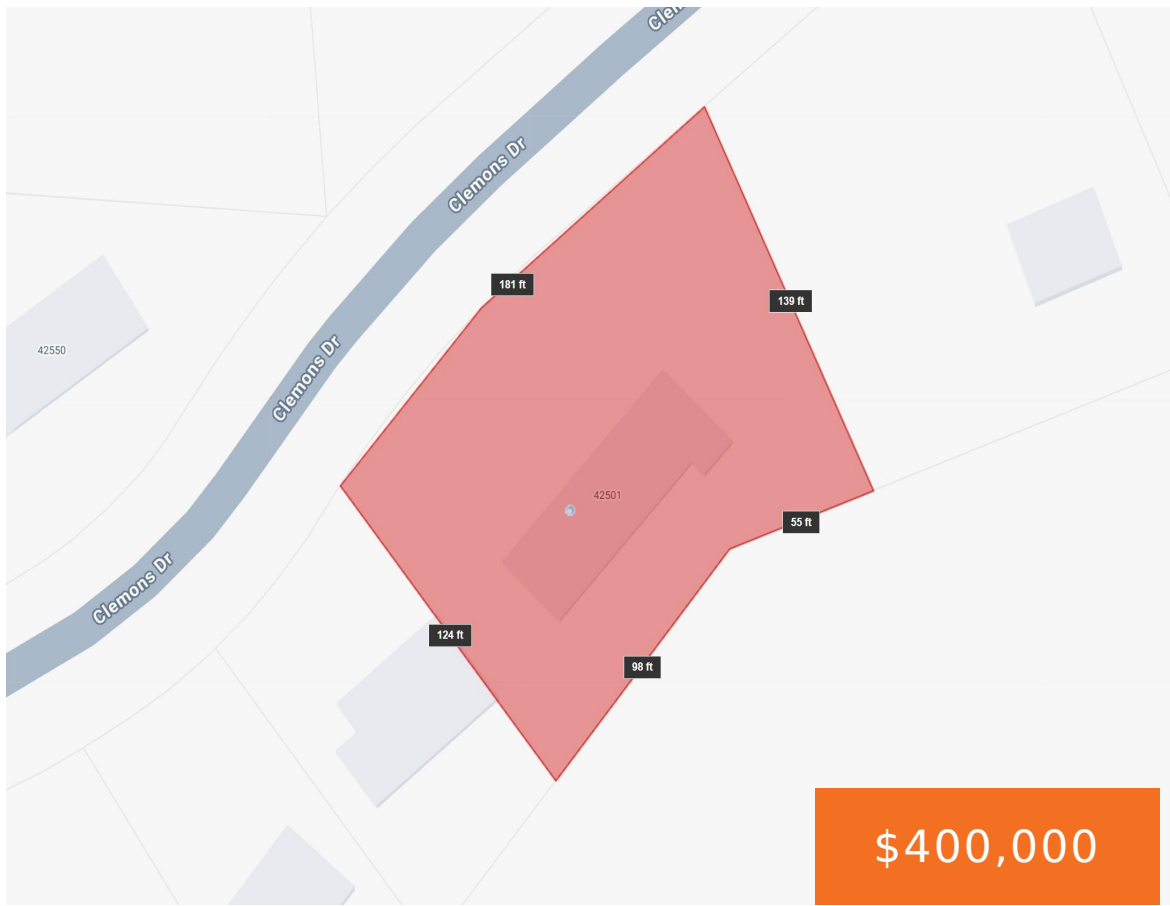 Clem
Clemons Dr
181 ft
139 ft
Clemons Dr
42550
42501
55 ft
Clemons Dr
124 ft
98 ft
$400,000